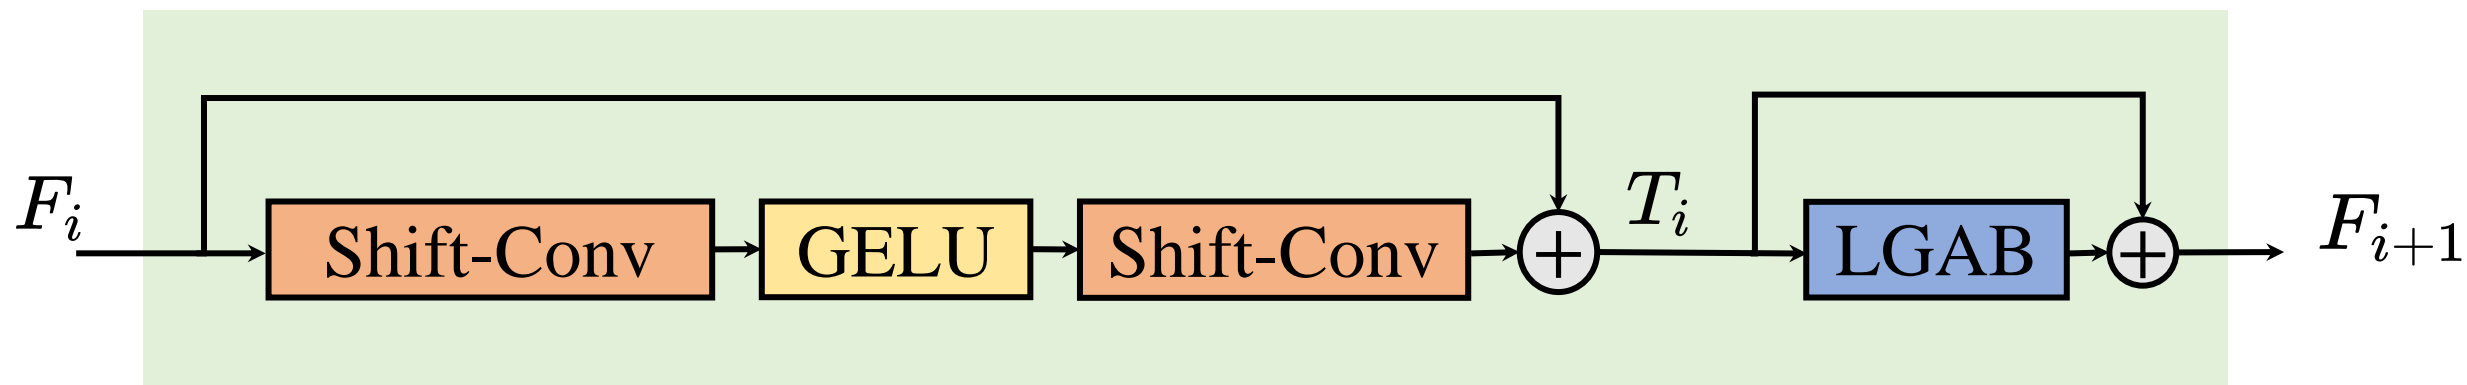 F_i
Shift-Conv
GELU
Shift-Conv
+
T_i
LGAB
+
F_{i+1}